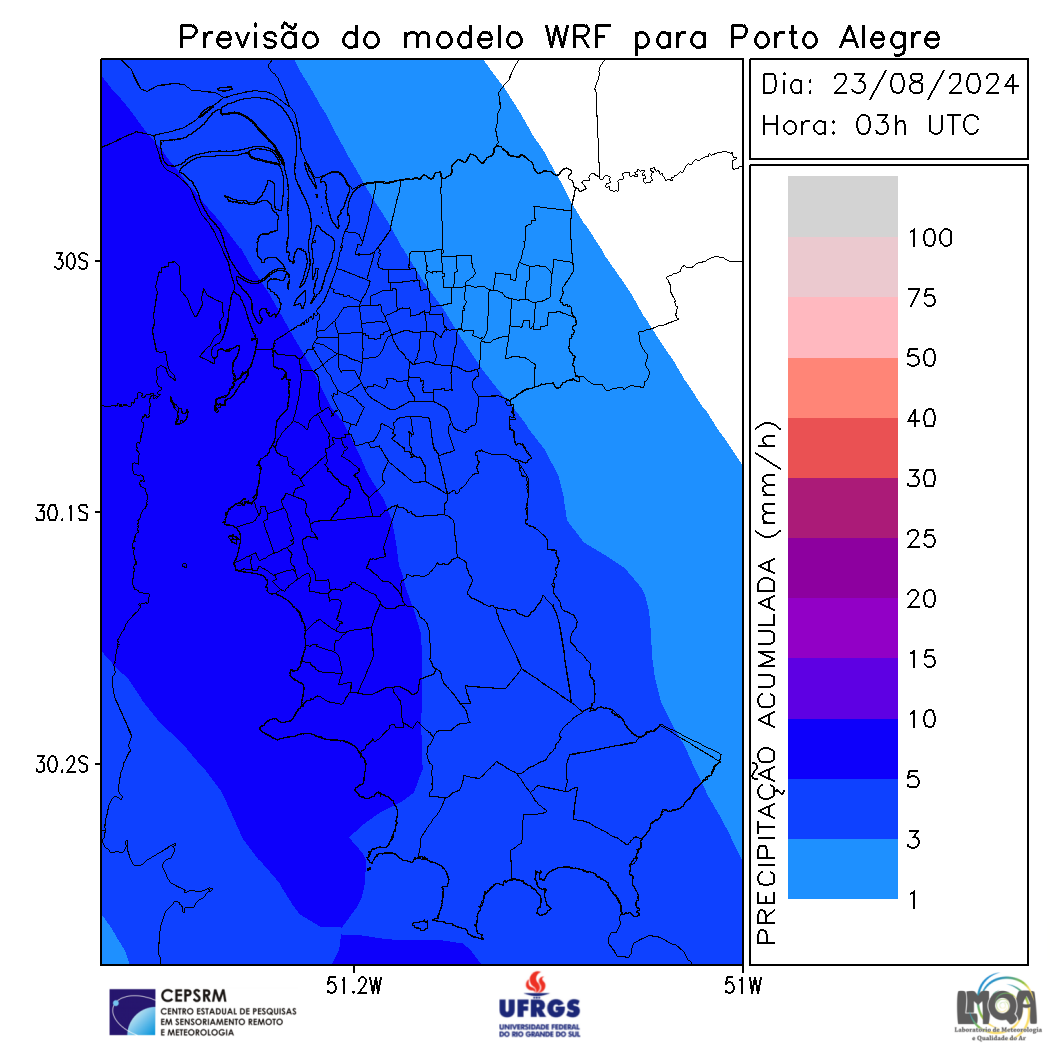 Previsão do modelo WRF para Porto Alegre
Dia: 23/08/2024
Hora: 03h UTC
100
75
50
40
30
25
20
15
10
5
3
1
PRECIPITAÇÃO ACUMULADA (mm/h)
30S
30.1S
30.2S
51.2W
51W
CEPSRM
CENTRO ESTADUAL DE PESQUISAS
EM SENSORIAMENTO REMOTO
E METEOROLOGIA
UFRGS
UNIVERSIDADE FEDERAL
DO RIO GRANDE DO SUL
LMQA
Laboratório de Meteorologia
e Qualidade do Ar